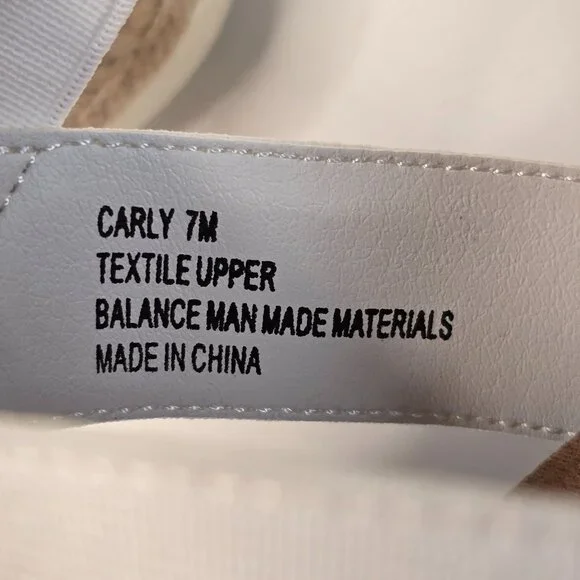 CARLY 7M
TEXTILE UPPER
BALANCE MAN MADE MATERIALS
MADE IN CHINA